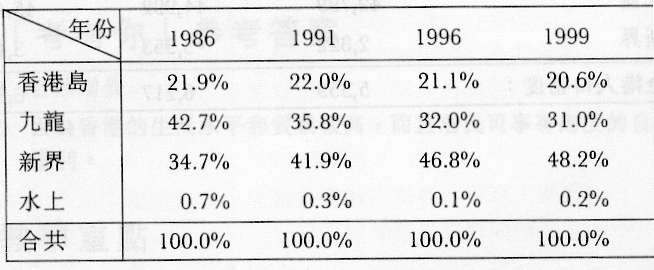 年份 1986 1991 1996 1999
香港島 21.9% 22.0% 21.1% 20.6%
九龍 42.7% 35.8% 32.0% 31.0%
新界 34.7% 41.9% 46.8% 48.2%
水上 0.7% 0.3% 0.1% 0.2%
合共 100.0% 100.0% 100.0% 100.0%